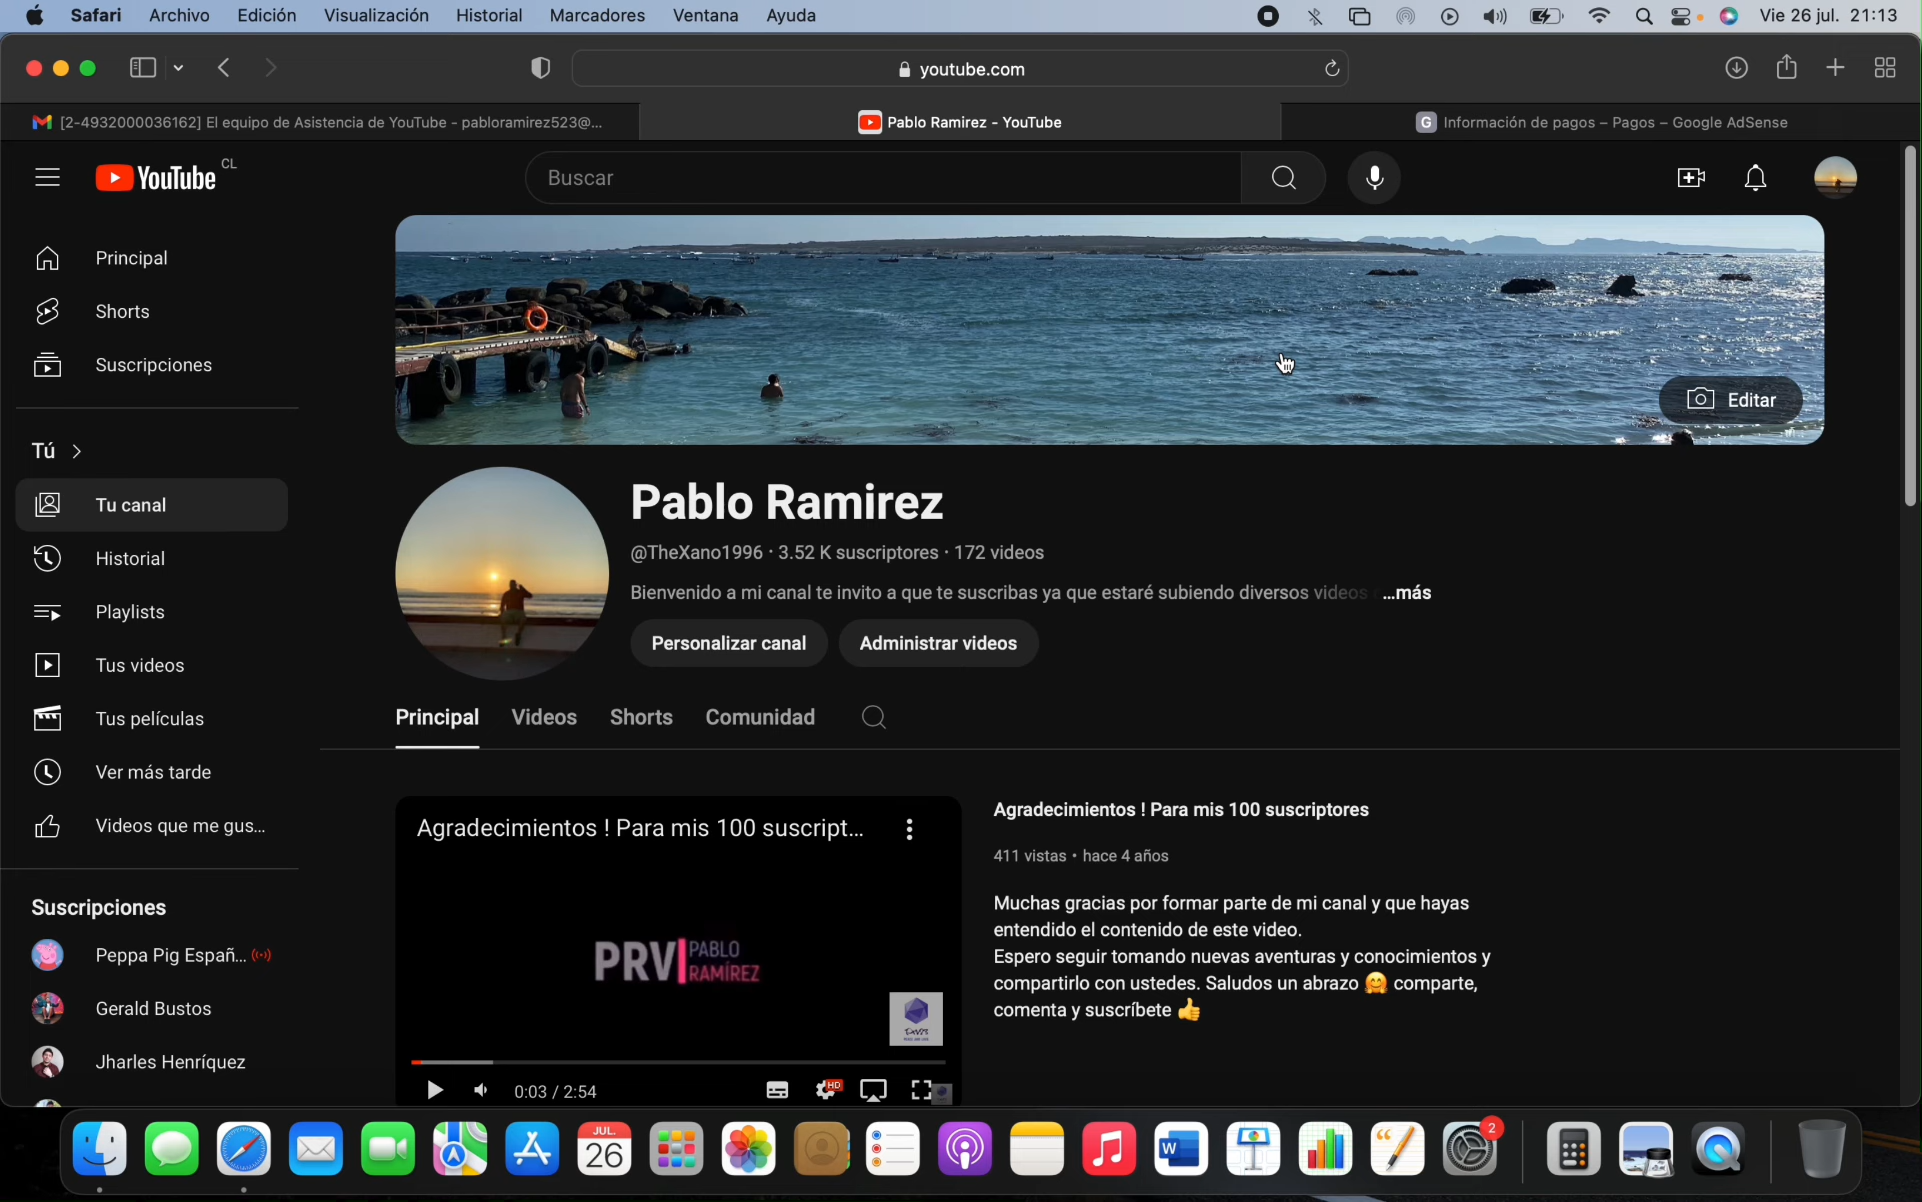 Safari Archivo Edición Visualización Historial Marcadores Ventana Ayuda Vie 26 jul. 21:13
youtube.com
[2-4932000036162] El equipo de Asistencia de YouTube - pabloramirez523@...
Pablo Ramirez - YouTube
G Información de pagos – Pagos – Google AdSense
YouTube CL
Buscar
Principal
Shorts
Suscripciones
Tú
Tu canal
Historial
Playlists
Tus videos
Tus películas
Ver más tarde
Videos que me gus...
Suscripciones
Peppa Pig Españ...
Gerald Bustos
Jharles Henríquez
Editar
Pablo Ramirez
@TheXano1996 · 3.52 K suscriptores · 172 videos
Bienvenido a mi canal te invito a que te suscribas ya que estaré subiendo diversos videos ...más
Personalizar canal
Administrar videos
Principal Videos Shorts Comunidad
Agradecimientos ! Para mis 100 suscript...
PRV PABLO
RAMÍREZ
0:03 / 2:54
HD
Agradecimientos ! Para mis 100 suscriptores
411 vistas · hace 4 años
Muchas gracias por formar parte de mi canal y que hayas
entendido el contenido de este video.
Espero seguir tomando nuevas aventuras y conocimientos y
compartirlo con ustedes. Saludos un abrazo 🤗 comparte,
comenta y suscríbete 👍
JUL.
26
W
2